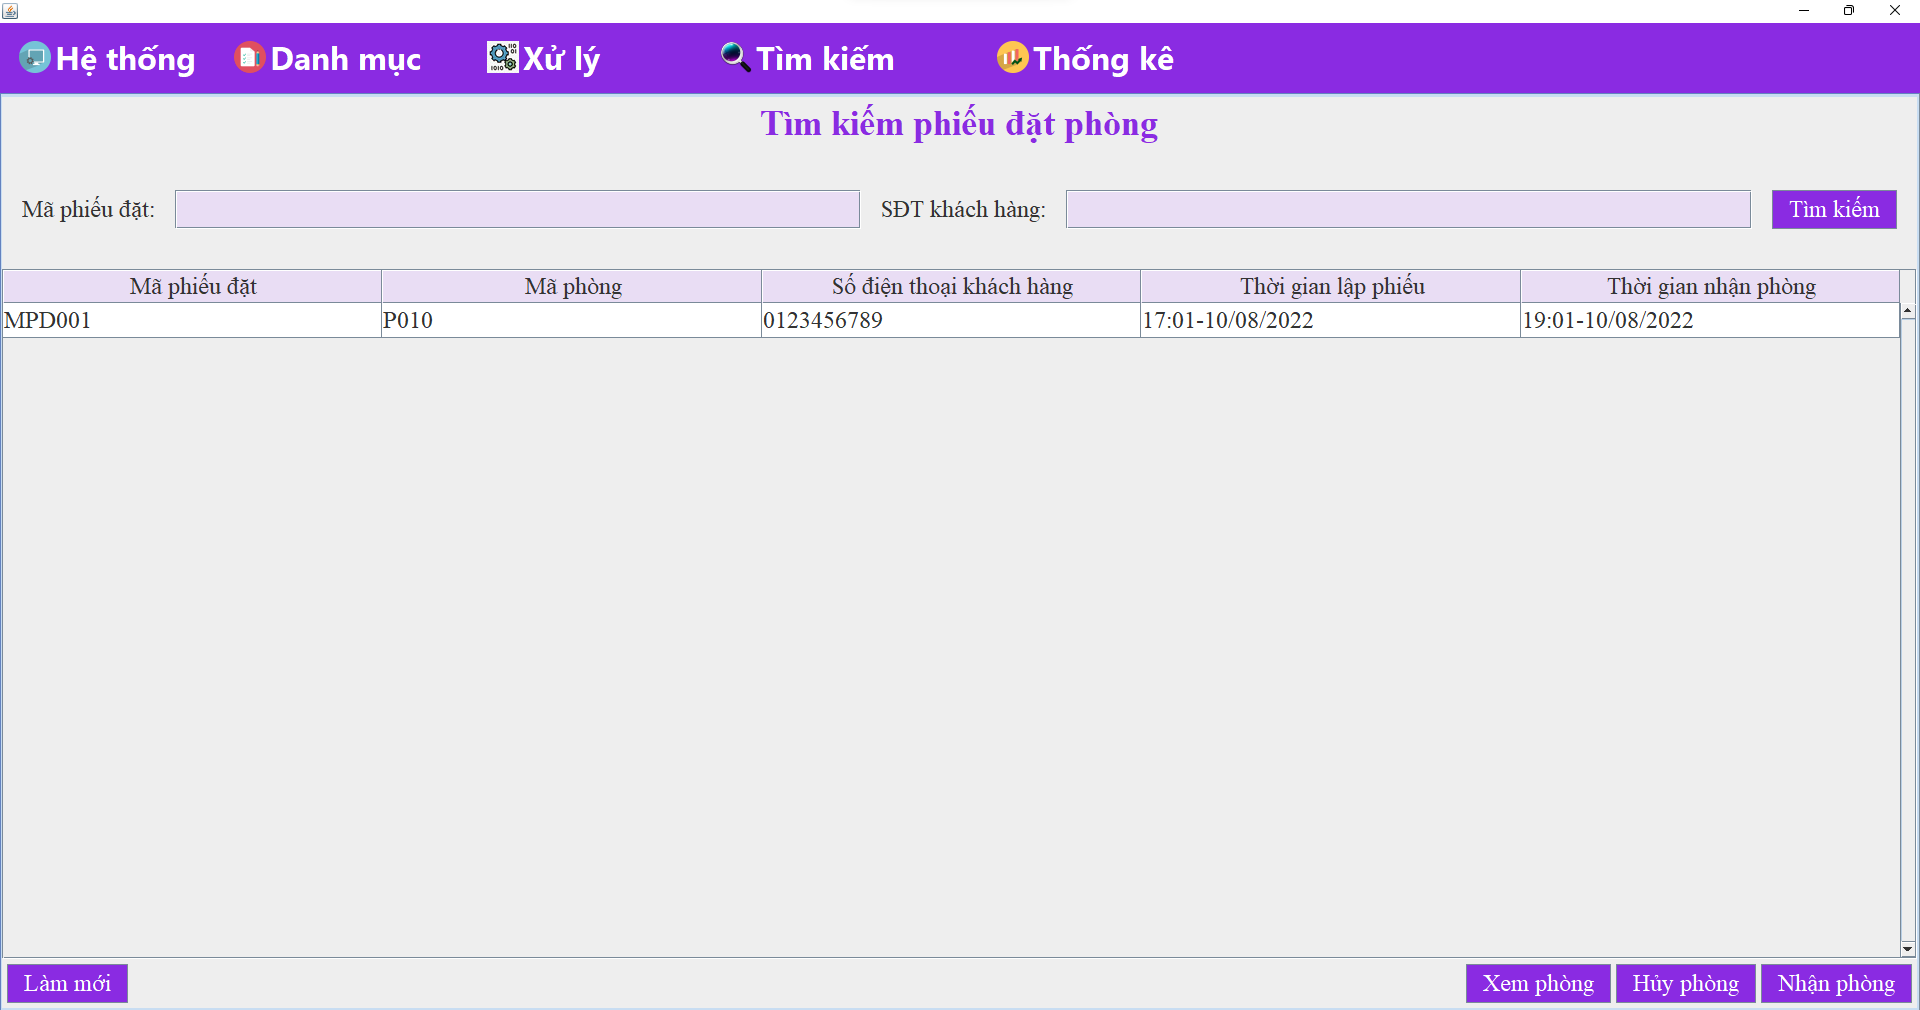 Hệ thống Danh mục Xử lý Tìm kiếm Thống kê
Tìm kiếm phiếu đặt phòng
Mã phiếu đặt: SĐT khách hàng: Tìm kiếm
Mã phiếu đặt Mã phòng Số điện thoại khách hàng Thời gian lập phiếu Thời gian nhận phòng
MPD001 P010 0123456789 17:01-10/08/2022 19:01-10/08/2022
Làm mới Xem phòng Hủy phòng Nhận phòng